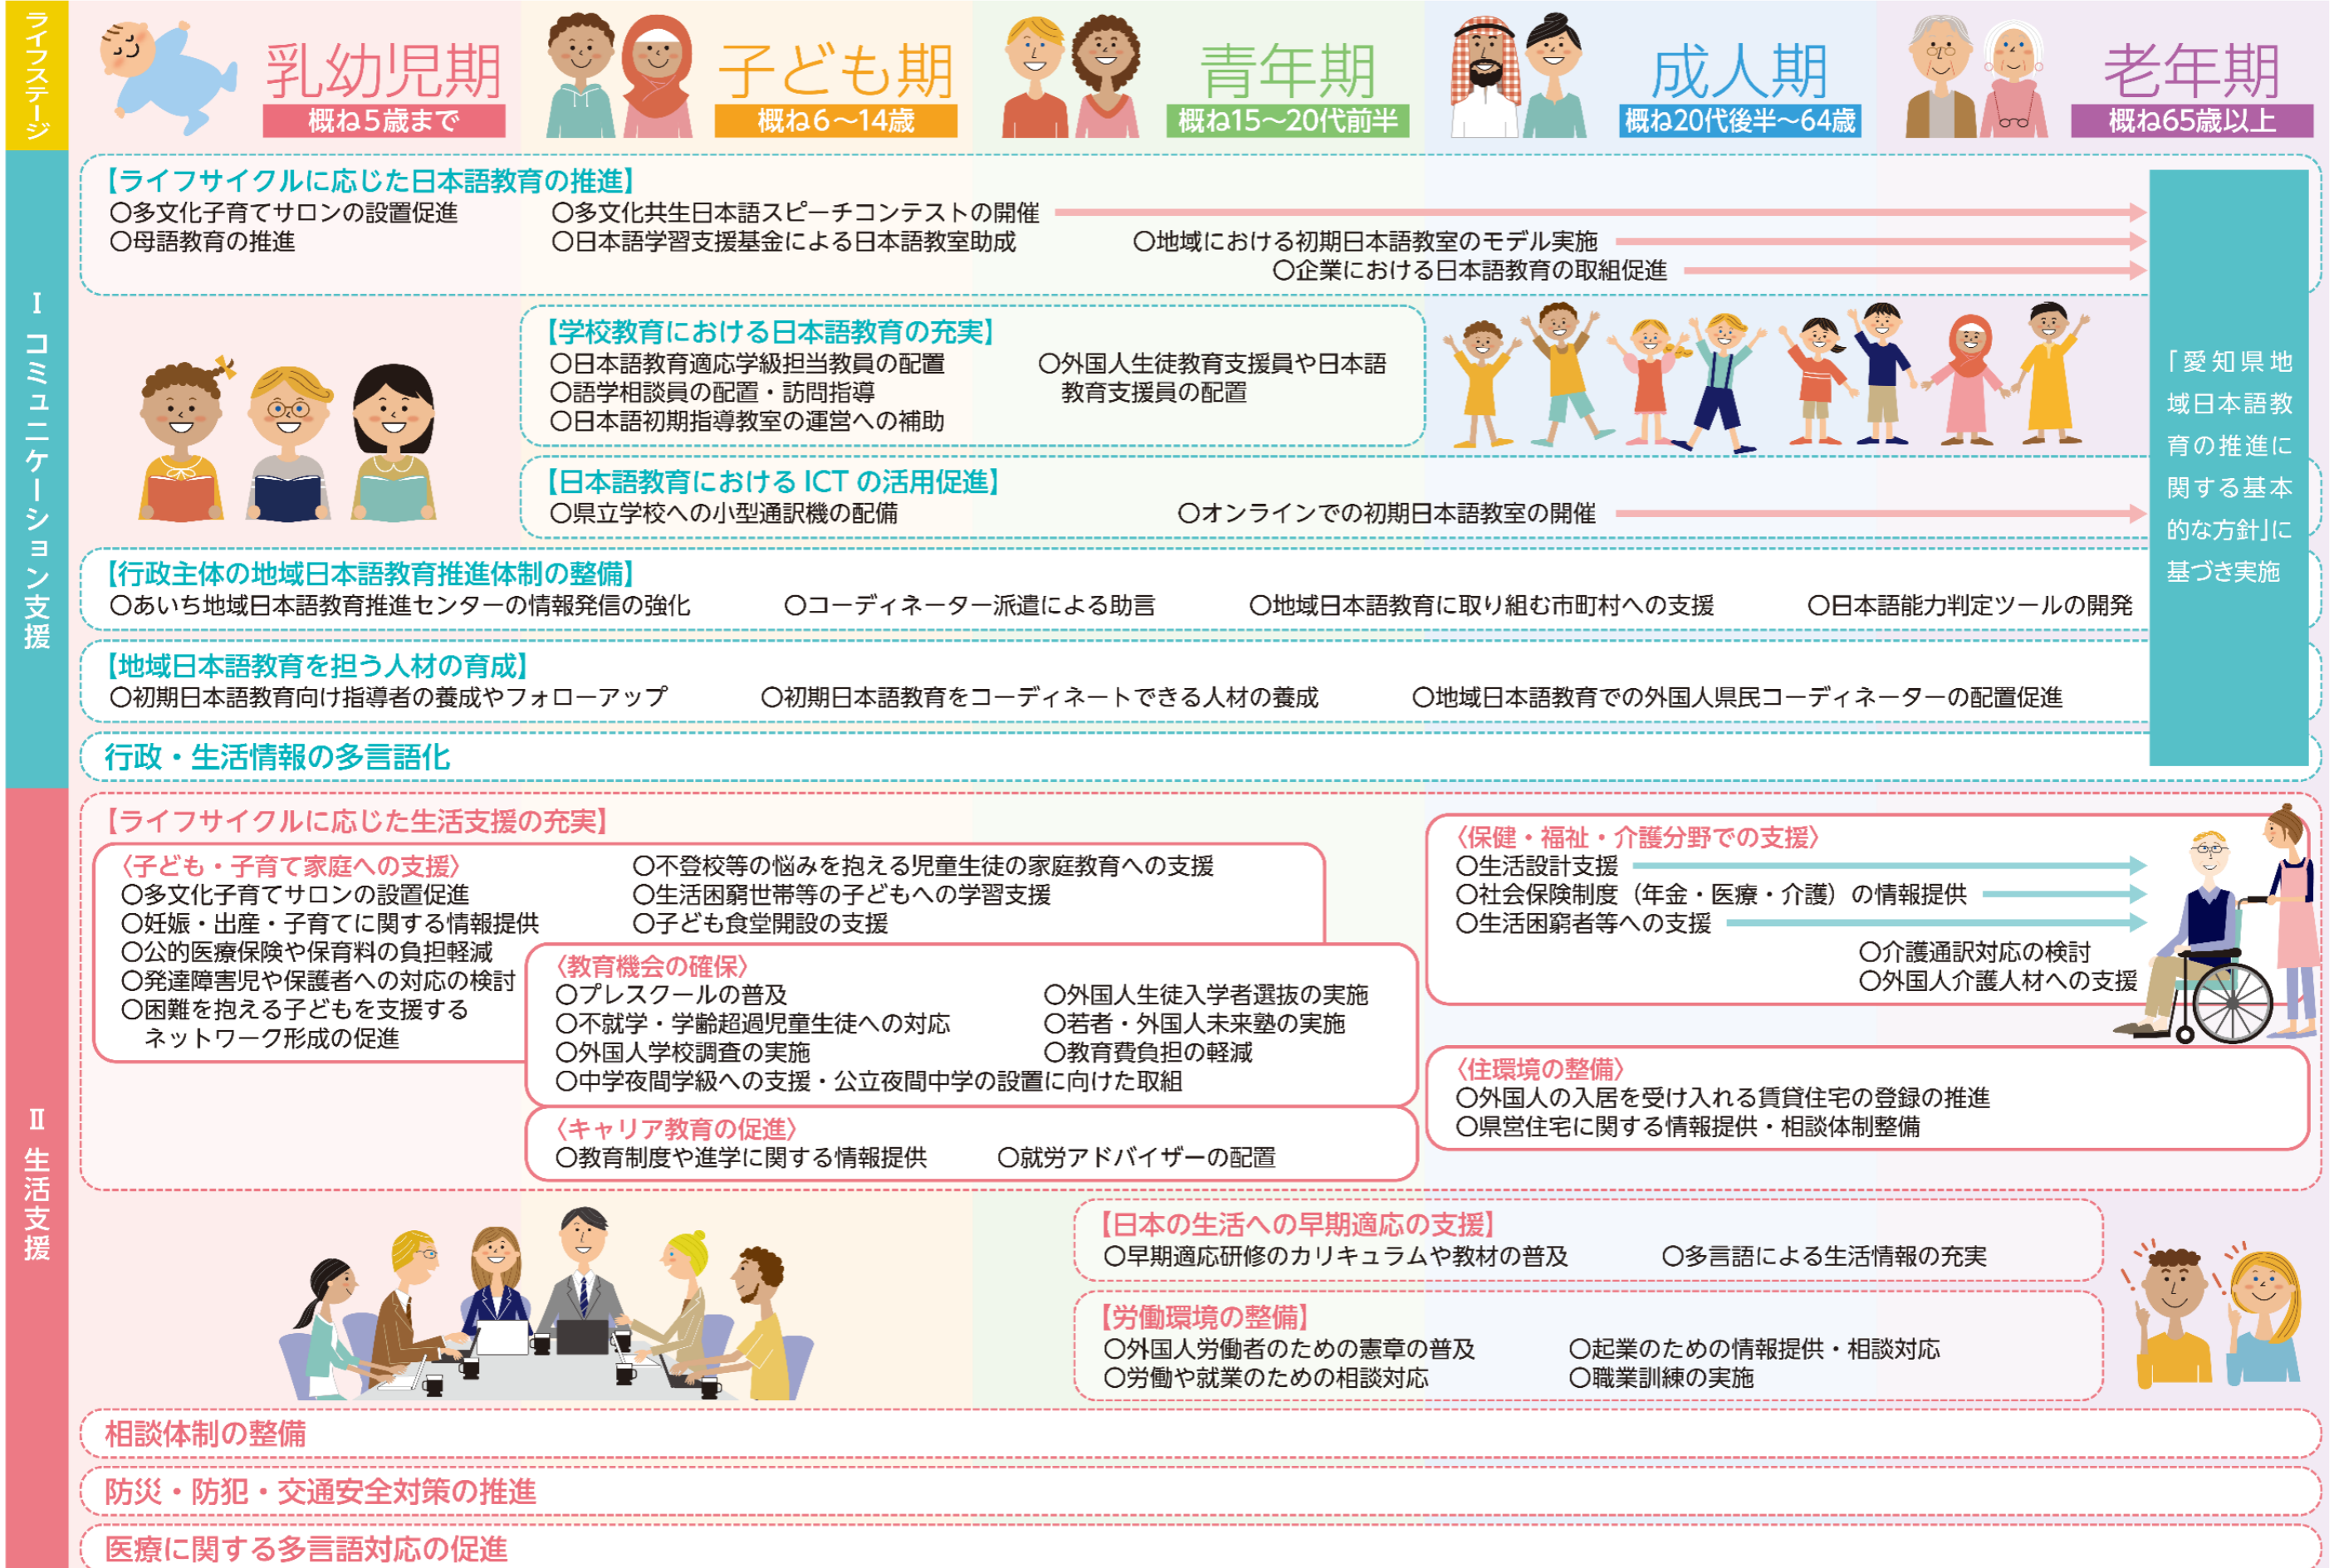 ライフステージ
乳幼児期
概ね5歳まで
子ども期
概ね6～14歳
青年期
概ね15～20代前半
成人期
概ね20代後半～64歳
老年期
概ね65歳以上
Ⅰ コミュニケーション支援
【ライフサイクルに応じた日本語教育の推進】
○多文化子育てサロンの設置促進
○母語教育の推進
○多文化共生日本語スピーチコンテストの開催
○日本語学習支援基金による日本語教室助成
○地域における初期日本語教室のモデル実施
○企業における日本語教育の取組促進
【学校教育における日本語教育の充実】
○日本語教育適応学級担当教員の配置
○語学相談員の配置・訪問指導
○日本語初期指導教室の運営への補助
○外国人生徒教育支援員や日本語
教育支援員の配置
【日本語教育における ICT の活用促進】
○県立学校への小型通訳機の配備
○オンラインでの初期日本語教室の開催
【行政主体の地域日本語教育推進体制の整備】
○あいち地域日本語教育推進センターの情報発信の強化
○コーディネーター派遣による助言
○地域日本語教育に取り組む市町村への支援
○日本語能力判定ツールの開発
【地域日本語教育を担う人材の育成】
○初期日本語教育向け指導者の養成やフォローアップ
○初期日本語教育をコーディネートできる人材の養成
○地域日本語教育での外国人県民コーディネーターの配置促進
行政・生活情報の多言語化
「愛知県地
域日本語教
育の推進に
関する基本
的な方針」に
基づき実施
Ⅱ 生活支援
【ライフサイクルに応じた生活支援の充実】
〈子ども・子育て家庭への支援〉
○多文化子育てサロンの設置促進
○妊娠・出産・子育てに関する情報提供
○公的医療保険や保育料の負担軽減
○発達障害児や保護者への対応の検討
○困難を抱える子どもを支援する
ネットワーク形成の促進
○不登校等の悩みを抱える児童生徒の家庭教育への支援
○生活困窮世帯等の子どもへの学習支援
○子ども食堂開設の支援
〈教育機会の確保〉
○プレスクールの普及
○不就学・学齢超過児童生徒への対応
○外国人学校調査の実施
○中学夜間学級への支援・公立夜間中学の設置に向けた取組
○外国人生徒入学者選抜の実施
○若者・外国人未来塾の実施
○教育費負担の軽減
〈キャリア教育の促進〉
○教育制度や進学に関する情報提供
○就労アドバイザーの配置
〈保健・福祉・介護分野での支援〉
○生活設計支援
○社会保険制度（年金・医療・介護）の情報提供
○生活困窮者等への支援
○介護通訳対応の検討
○外国人介護人材への支援
〈住環境の整備〉
○外国人の入居を受け入れる賃貸住宅の登録の推進
○県営住宅に関する情報提供・相談体制整備
【日本の生活への早期適応の支援】
○早期適応研修のカリキュラムや教材の普及
○多言語による生活情報の充実
【労働環境の整備】
○外国人労働者のための憲章の普及
○労働や就業のための相談対応
○起業のための情報提供・相談対応
○職業訓練の実施
相談体制の整備
防災・防犯・交通安全対策の推進
医療に関する多言語対応の促進